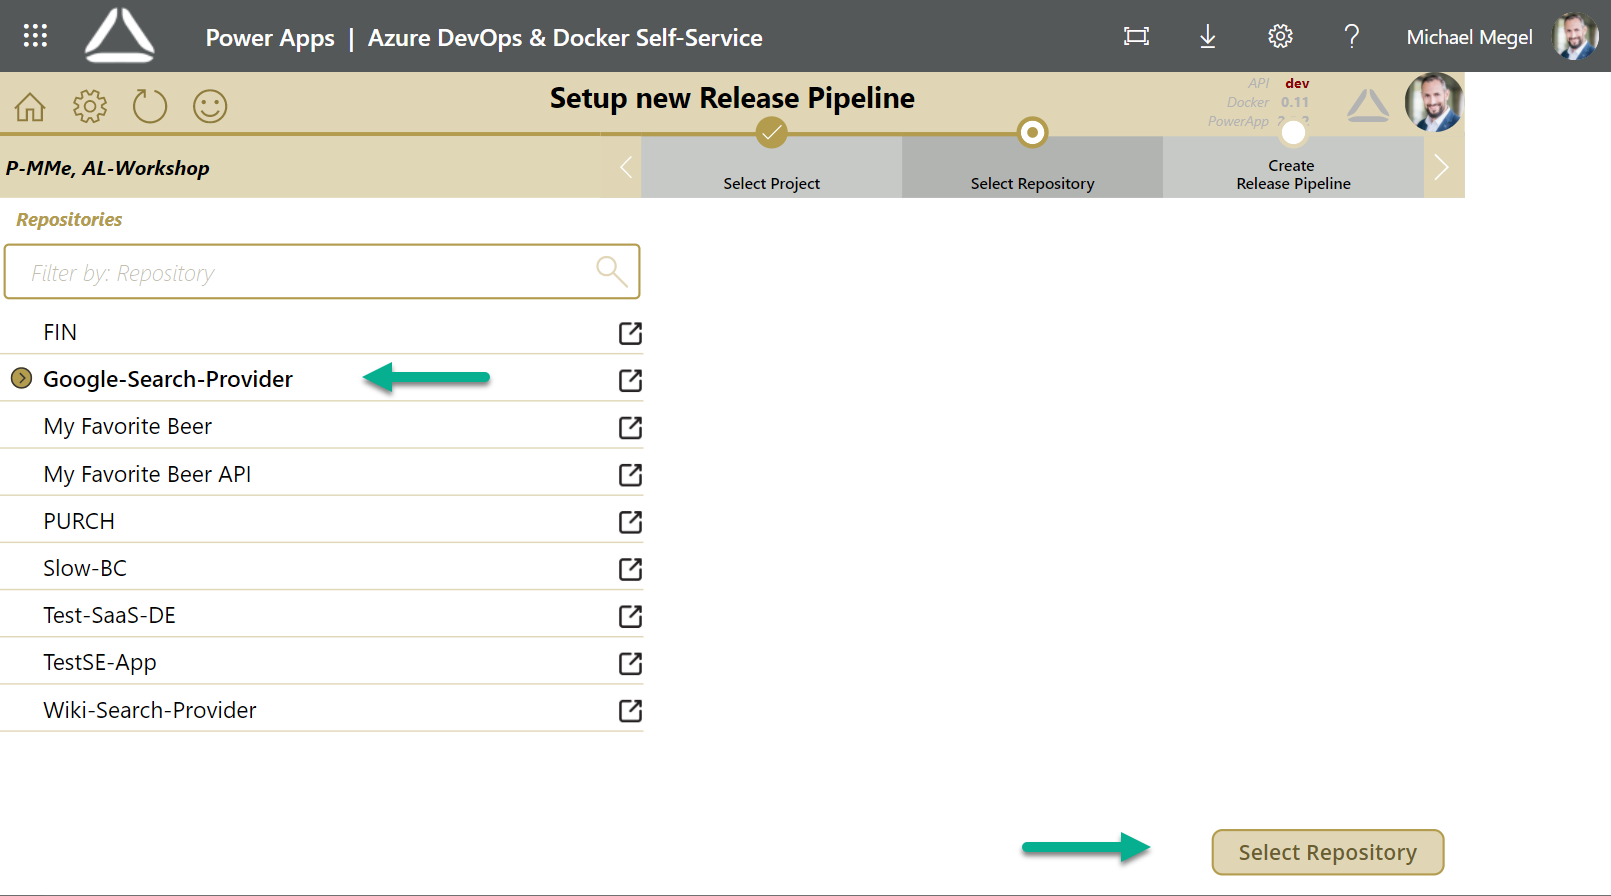 Power Apps | Azure DevOps & Docker Self-Service
?
Michael Megel
Setup new Release Pipeline
API dev
Docker 0.11
PowerApp
P-MMe, AL-Workshop
Select Project
Select Repository
Create
Release Pipeline
Repositories
Filter by: Repository
FIN
Google-Search-Provider
My Favorite Beer
My Favorite Beer API
PURCH
Slow-BC
Test-SaaS-DE
TestSE-App
Wiki-Search-Provider
Select Repository